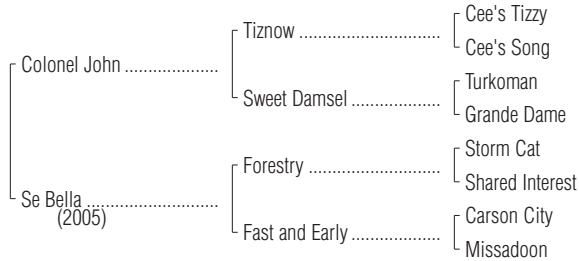 Cee's Tizzy
Tiznow
Cee's Song
Colonel John
Turkoman
Sweet Damsel
Grande Dame
Storm Cat
Forestry
Shared Interest
Se Bella
(2005)
Carson City
Fast and Early
Missadoon